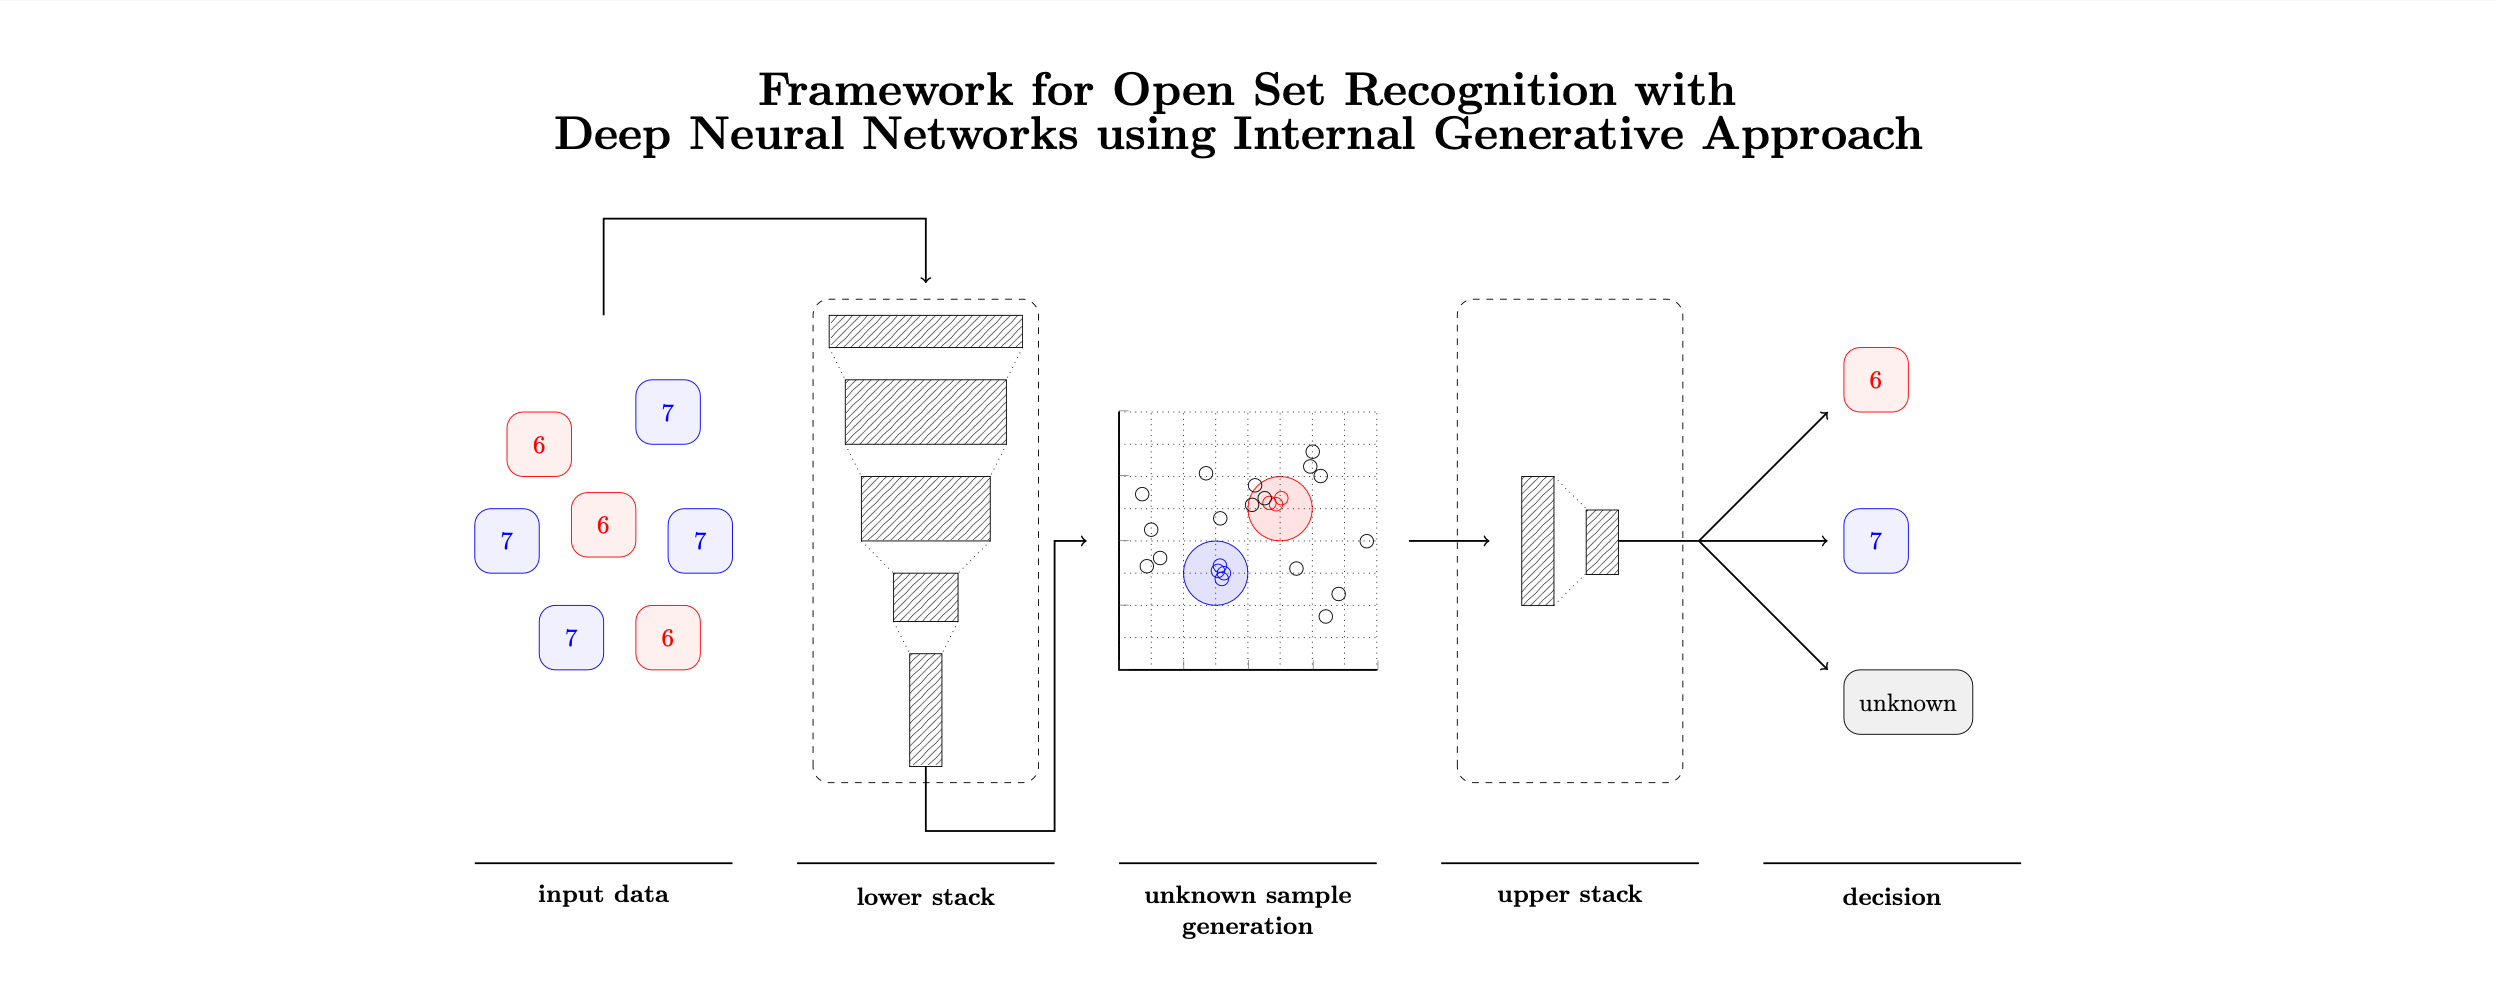 Framework for Open Set Recognition with
Deep Neural Networks using Internal Generative Approach
7
6
6
7
7
7
6
6
7
unknown
input data
lower stack
unknown sample
generation
upper stack
decision